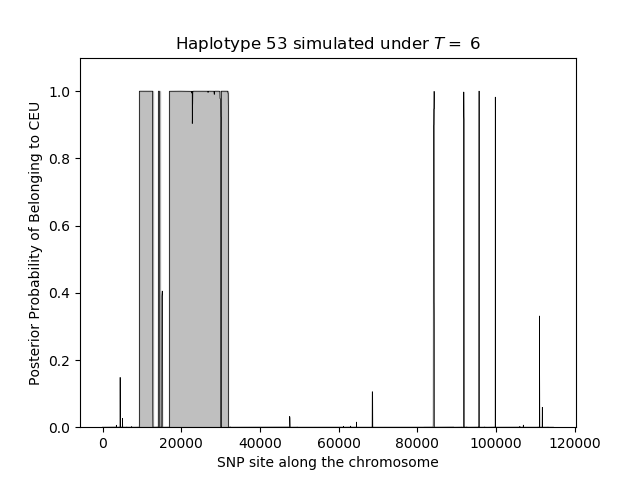 Haplotype 53 simulated under T = 6
Posterior Probability of Belonging to CEU
1.0
0.8
0.6
0.4
0.2
0.0
0 20000 40000 60000 80000 100000 120000
SNP site along the chromosome